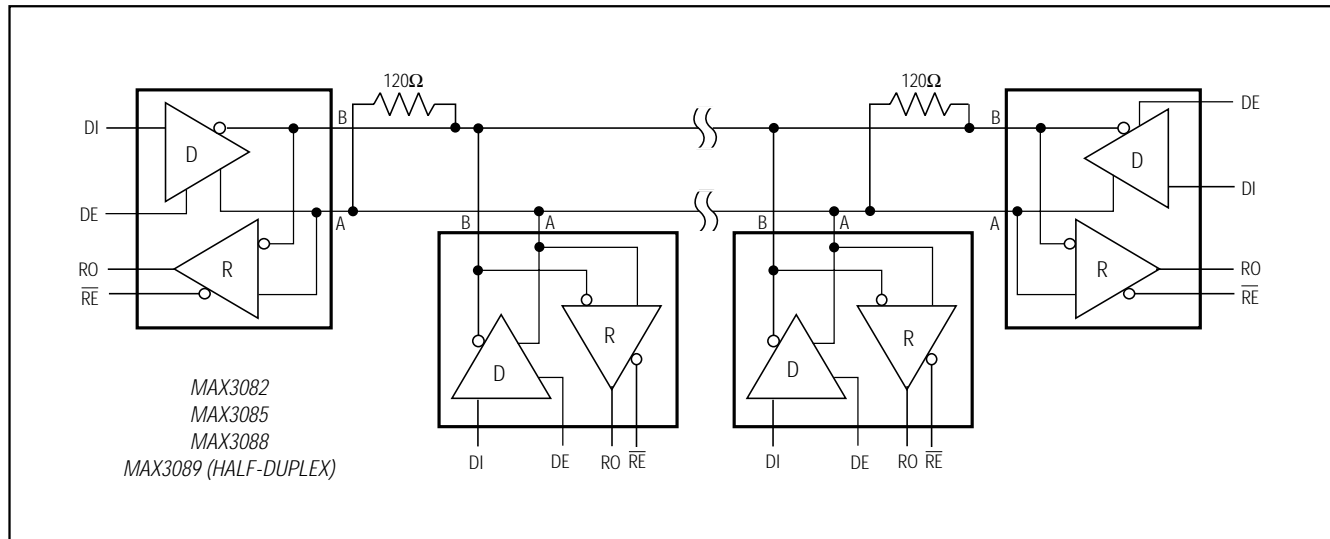 120Ω
120Ω
B
B
DE
DI
D
D
DI
DE
A
B
A
B
A
A
RO
R
R
RO
RE
RE
R
R
D
D
MAX3082
MAX3085
MAX3088
MAX3089 (HALF-DUPLEX)
DI
DE
RO
RE
DI
DE
RO
RE